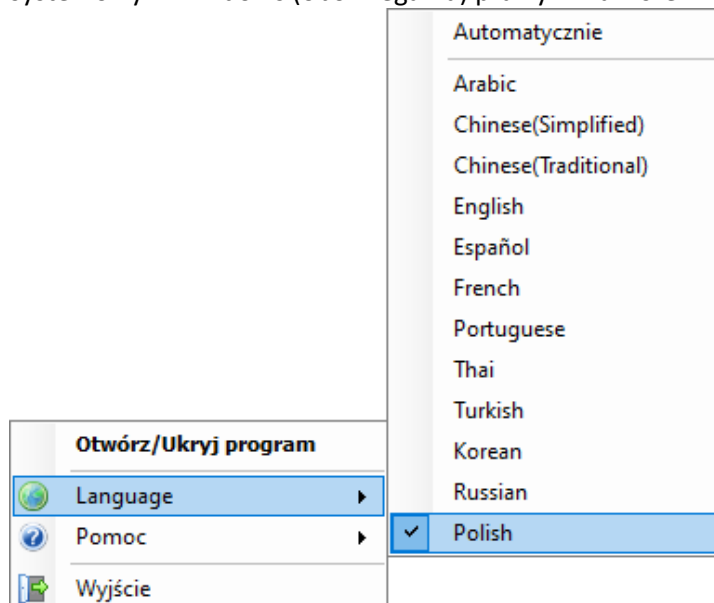 Automatycznie
Arabic
Chinese(Simplified)
Chinese(Traditional)
English
Español
French
Portuguese
Thai
Turkish
Korean
Russian
Polish
Otwórz/Ukryj program
Language
Pomoc
Wyjście